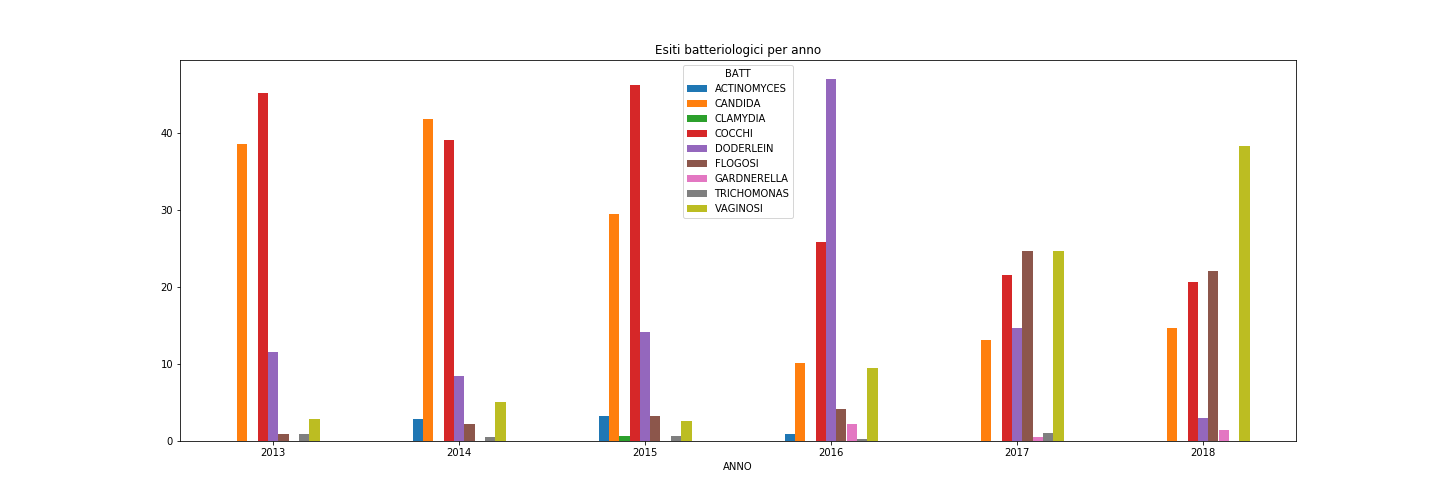 Esiti batteriologici per anno
BATT
ACTINOMYCES
CANDIDA
CLAMYDIA
COCCHI
DODERLEIN
FLOGOSI
GARDNERELLA
TRICHOMONAS
VAGINOSI
40
30
20
10
0
2013 2014 2015 2016 2017 2018
ANNO